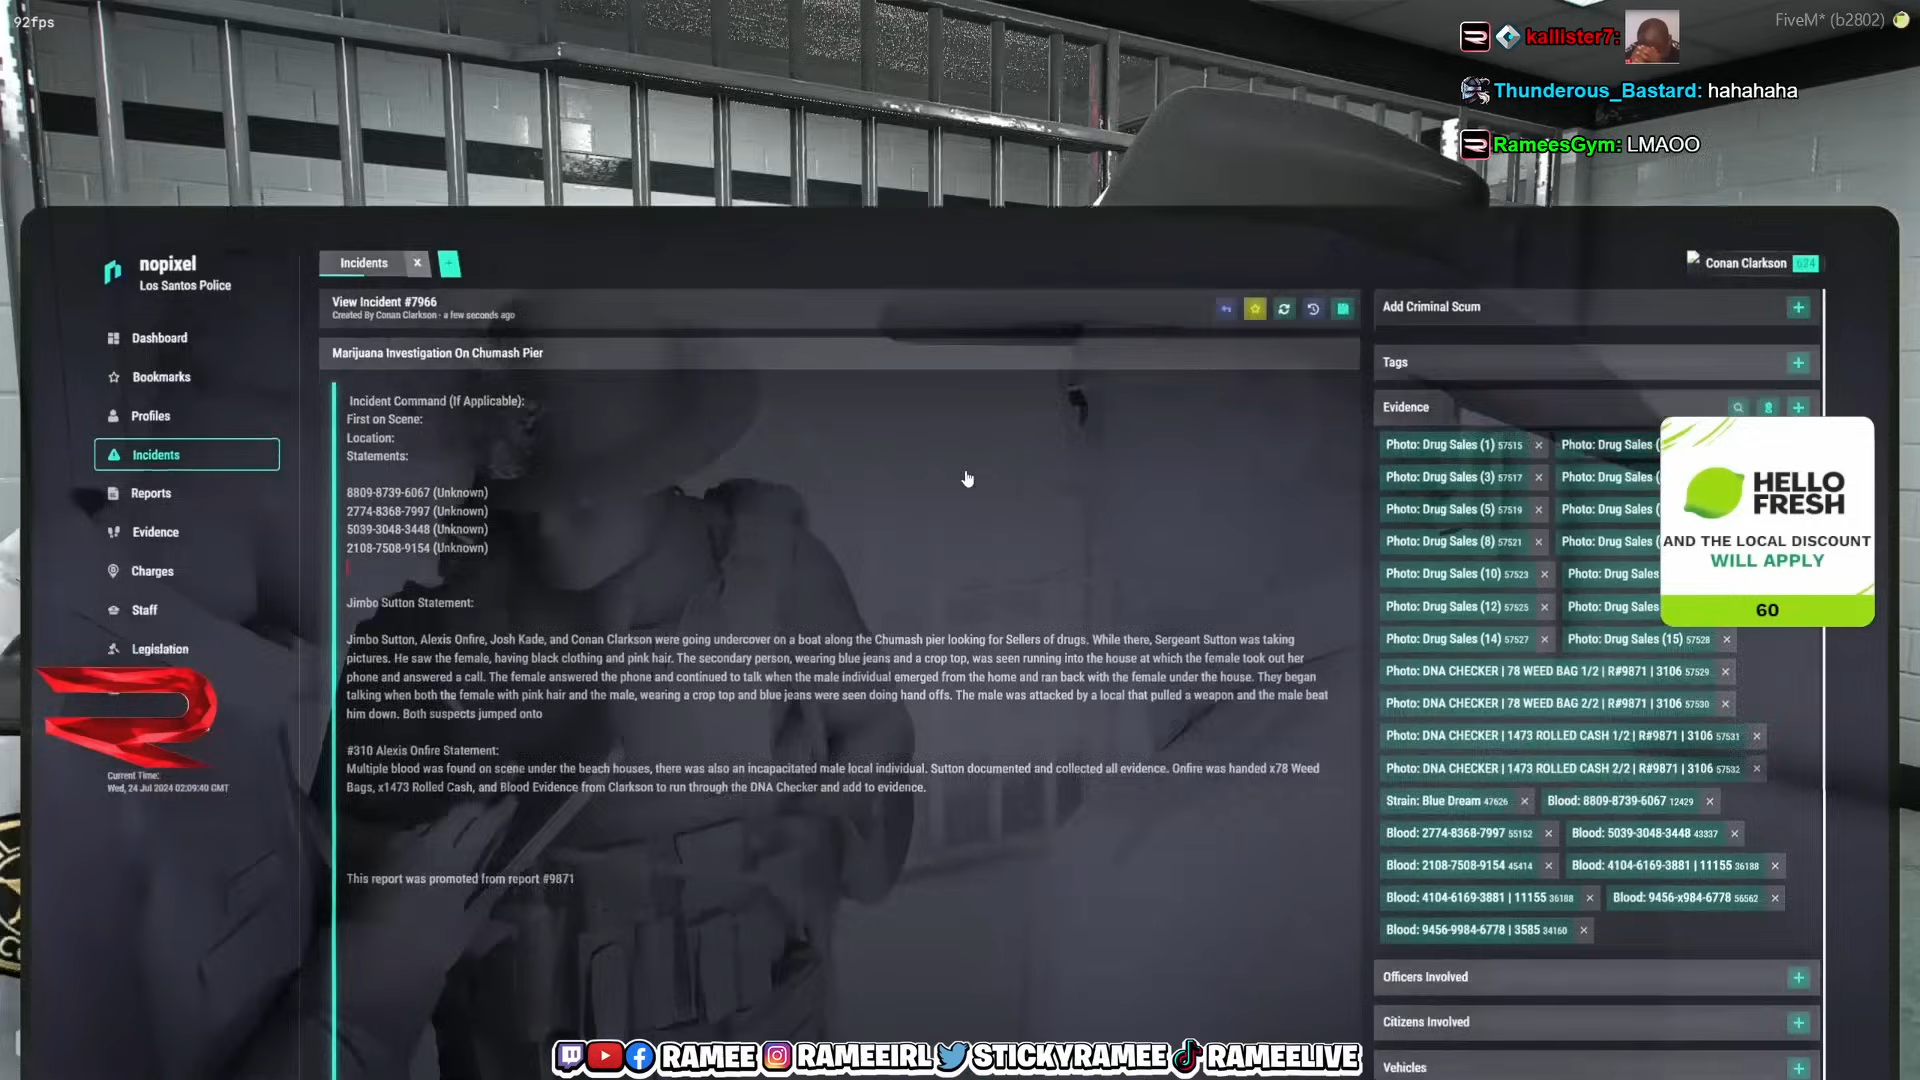 92fps
FiveM* (b2802)
kallister7:
Thunderous_Bastard: hahahaha
RameesGym: LMAOO
nopixel
Los Santos Police
Incidents x +
Conan Clarkson 624
Dashboard
Bookmarks
Profiles
Incidents
Reports
Evidence
Charges
Staff
Legislation
Current Time:
Wed, 24 Jul 2024 02:09:40 GMT
View Incident #7966
Created By Conan Clarkson - a few seconds ago
Marijuana Investigation On Chumash Pier
Incident Command (If Applicable):
First on Scene:
Location:
Statements:
8809-8739-6067 (Unknown)
2774-8368-7997 (Unknown)
5039-3048-3448 (Unknown)
2108-7508-9154 (Unknown)
Jimbo Sutton Statement:
Jimbo Sutton, Alexis Onfire, Josh Kade, and Conan Clarkson were going undercover on a boat along the Chumash pier looking for Sellers of drugs. While there, Sergeant Sutton was taking
pictures. He saw the female, having black clothing and pink hair. The secondary person, wearing blue jeans and a crop top, was seen running into the house at which the female took out her
phone and answered a call. The female answered the phone and continued to talk when the male individual emerged from the home and ran back with the female under the house. They began
talking when both the female with pink hair and the male, wearing a crop top and blue jeans were seen doing hand offs. The male was attacked by a local that pulled a weapon and the male beat
him down. Both suspects jumped onto
#310 Alexis Onfire Statement:
Multiple blood was found on scene under the beach houses, there was also an incapacitated male local individual. Sutton documented and collected all evidence. Onfire was handed x78 Weed
Bags, x1473 Rolled Cash, and Blood Evidence from Clarkson to run through the DNA Checker and add to evidence.
This report was promoted from report #9871
Add Criminal Scum
Tags
Evidence
Photo: Drug Sales (1) 57515 x Photo: Drug Sales (
Photo: Drug Sales (3) 57517 x Photo: Drug Sales (
Photo: Drug Sales (5) 57519 x Photo: Drug Sales (
Photo: Drug Sales (8) 57521 x Photo: Drug Sales (
Photo: Drug Sales (10) 57523 x Photo: Drug Sales
Photo: Drug Sales (12) 57525 x Photo: Drug Sales
Photo: Drug Sales (14) 57527 x Photo: Drug Sales (15) 57528 x
Photo: DNA CHECKER | 78 WEED BAG 1/2 | R#9871 | 3106 57529 x
Photo: DNA CHECKER | 78 WEED BAG 2/2 | R#9871 | 3106 57530 x
Photo: DNA CHECKER | 1473 ROLLED CASH 1/2 | R#9871 | 3106 57531 x
Photo: DNA CHECKER | 1473 ROLLED CASH 2/2 | R#9871 | 3106 57532 x
Strain: Blue Dream 47626 x Blood: 8809-8739-6067 12429 x
Blood: 2774-8368-7997 55152 x Blood: 5039-3048-3448 43337 x
Blood: 2108-7508-9154 45414 x Blood: 4104-6169-3881 | 11155 36188 x
Blood: 4104-6169-3881 | 11155 36188 x Blood: 9456-x984-6778 56562 x
Blood: 9456-9984-6778 | 3585 34160 x
Officers Involved
Citizens Involved
Vehicles
HELLO
FRESH
AND THE LOCAL DISCOUNT
WILL APPLY
60
RAMEE RAMEEIRL STICKYRAMEE RAMEELIVE